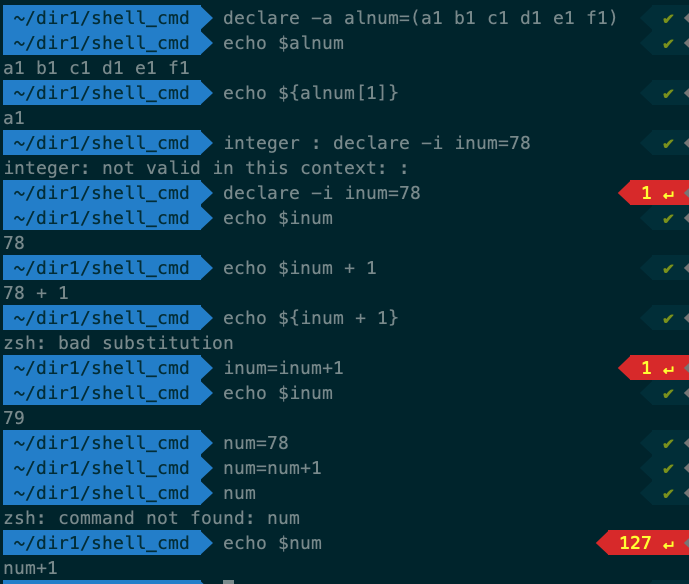 ~/dir1/shell_cmd declare -a alnum=(a1 b1 c1 d1 e1 f1) ✔
~/dir1/shell_cmd echo $alnum ✔
a1 b1 c1 d1 e1 f1
~/dir1/shell_cmd echo ${alnum[1]} ✔
a1
~/dir1/shell_cmd integer : declare -i inum=78 ✔
integer: not valid in this context: :
~/dir1/shell_cmd declare -i inum=78 1 ↵
~/dir1/shell_cmd echo $inum ✔
78
~/dir1/shell_cmd echo $inum + 1 ✔
78 + 1
~/dir1/shell_cmd echo ${inum + 1} ✔
zsh: bad substitution
~/dir1/shell_cmd inum=inum+1 1 ↵
~/dir1/shell_cmd echo $inum ✔
79
~/dir1/shell_cmd num=78 ✔
~/dir1/shell_cmd num=num+1 ✔
~/dir1/shell_cmd num ✔
zsh: command not found: num
~/dir1/shell_cmd echo $num 127 ↵
num+1